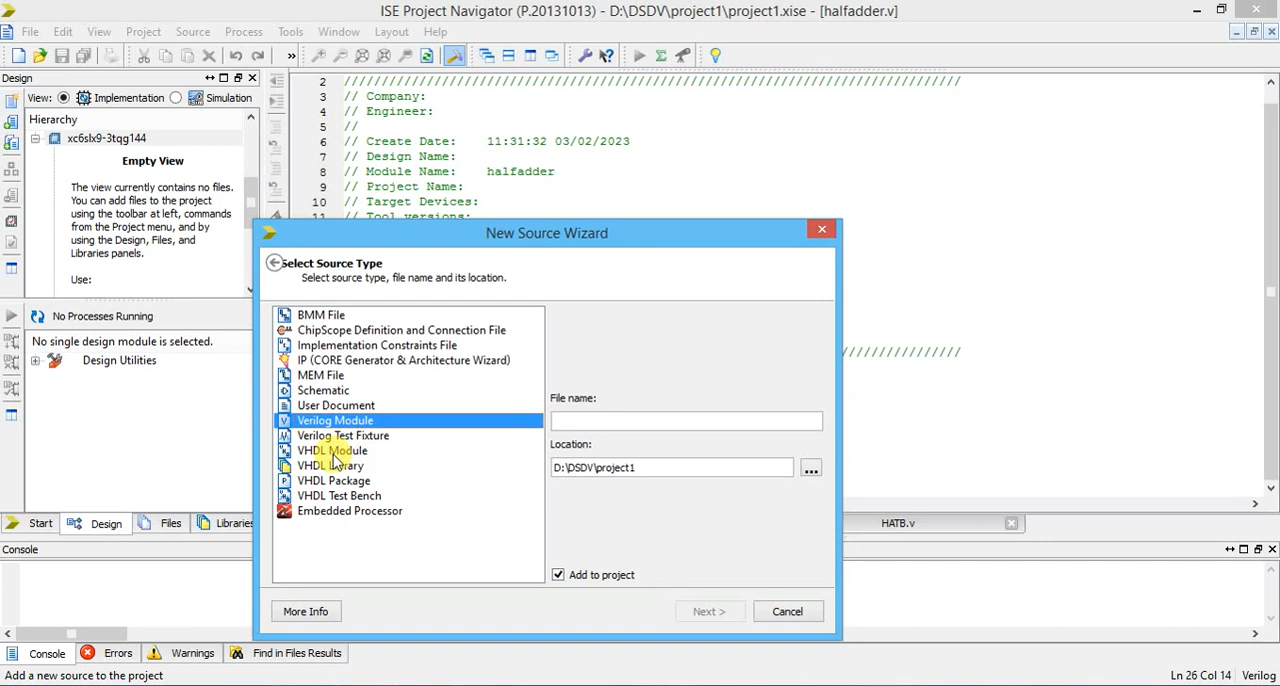 ISE Project Navigator (P.20131013) - D:\DSDV\project1\project1.xise - [halfadder.v]
File Edit View Project Source Process Tools Window Layout Help
»
Design
View: Implementation Simulation
Hierarchy
xc6slx9-3tqg144
Empty View
The view currently contains no files.
You can add files to the project
using the toolbar at left, commands
from the Project menu, and by
using the Design, Files, and
Libraries panels.
Use:
No Processes Running
No single design module is selected.
Design Utilities
Start Design Files Libraries
2 //////////////////////////////////////////////////////////////////////////////////
3 // Company:
4 // Engineer:
5 //
6 // Create Date: 11:31:32 03/02/2023
7 // Design Name:
8 // Module Name: halfadder
9 // Project Name:
10 // Target Devices:
11 // Tool versions:
////////////////
HATB.v
New Source Wizard
Select Source Type
Select source type, file name and its location.
BMM File
ChipScope Definition and Connection File
Implementation Constraints File
IP (CORE Generator & Architecture Wizard)
MEM File
Schematic
User Document
Verilog Module
Verilog Test Fixture
VHDL Module
VHDL Library
VHDL Package
VHDL Test Bench
Embedded Processor
File name:
Location:
D:\DSDV\project1
...
Add to project
More Info
Next >
Cancel
Console
Console Errors Warnings Find in Files Results
Add a new source to the project
Ln 26 Col 14 Verilog